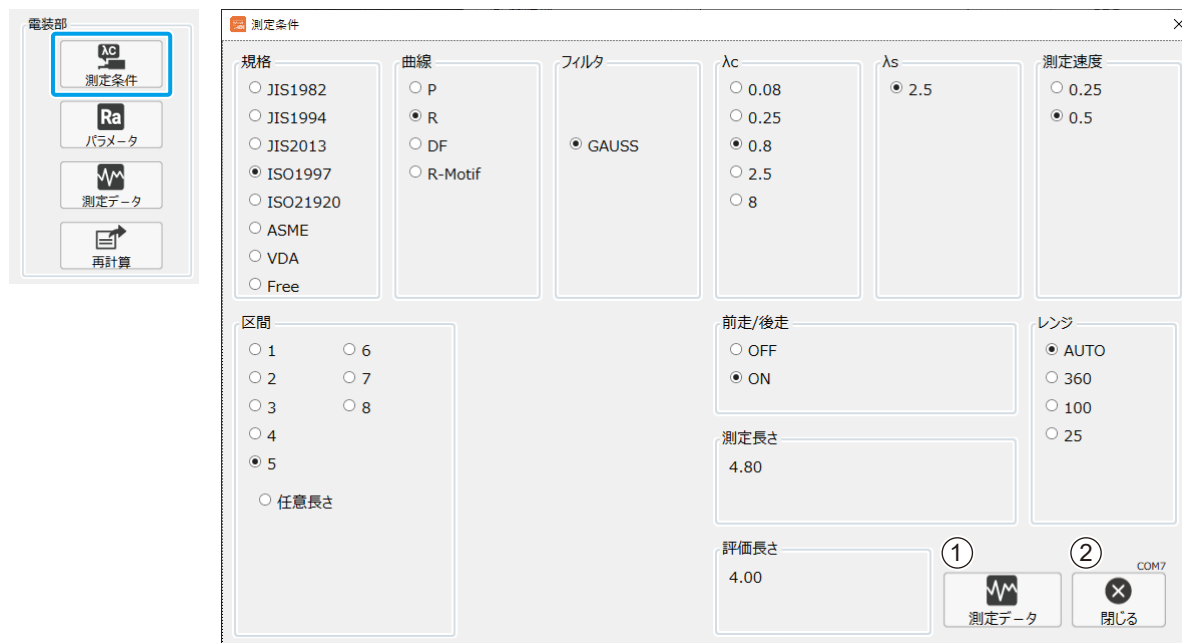 電装部
λC
測定条件
Ra
パラメータ
測定データ
再計算
測定条件
規格
JIS1982
JIS1994
JIS2013
ISO1997
ISO21920
ASME
VDA
Free
曲線
P
R
DF
R-Motif
フィルタ
GAUSS
λc
0.08
0.25
0.8
2.5
8
λs
2.5
測定速度
0.25
0.5
区間
1
2
3
4
5
6
7
8
任意長さ
前走/後走
OFF
ON
測定長さ
4.80
評価長さ
4.00
レンジ
AUTO
360
100
25
①
測定データ
②
COM7
閉じる